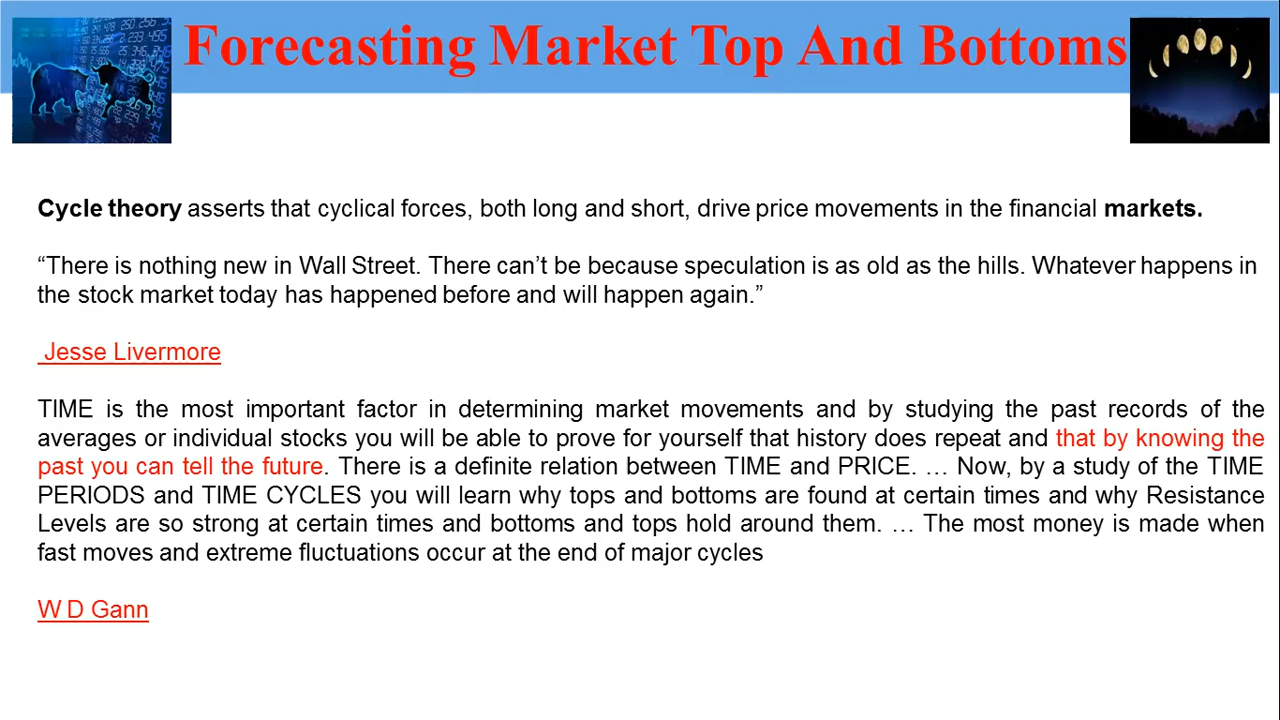 Forecasting Market Top And Bottoms
Cycle theory asserts that cyclical forces, both long and short, drive price movements in the financial markets.
“There is nothing new in Wall Street. There can’t be because speculation is as old as the hills. Whatever happens in
the stock market today has happened before and will happen again.”
Jesse Livermore
TIME is the most important factor in determining market movements and by studying the past records of the
averages or individual stocks you will be able to prove for yourself that history does repeat and that by knowing the
past you can tell the future. There is a definite relation between TIME and PRICE. … Now, by a study of the TIME
PERIODS and TIME CYCLES you will learn why tops and bottoms are found at certain times and why Resistance
Levels are so strong at certain times and bottoms and tops hold around them. … The most money is made when
fast moves and extreme fluctuations occur at the end of major cycles
W D Gann